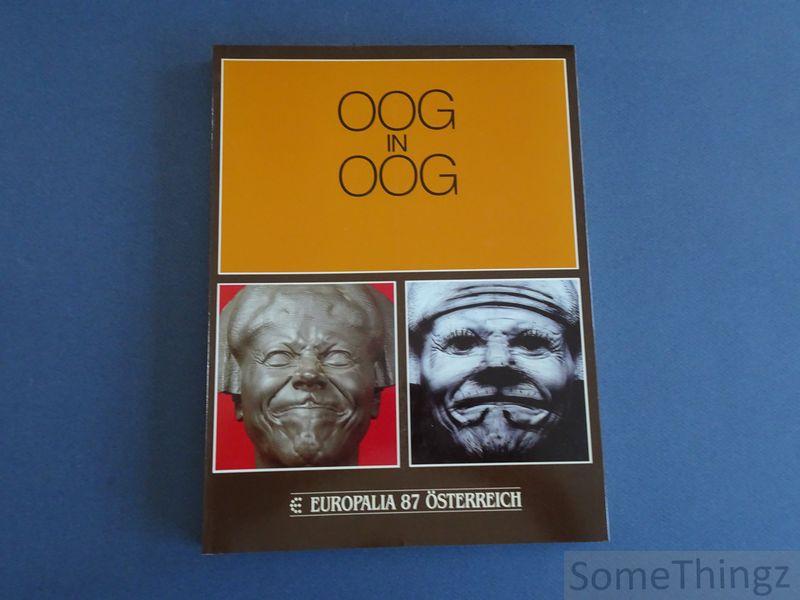 OOG
IN
OOG
EUROPALIA 87 ÖSTERREICH
SomeThingz